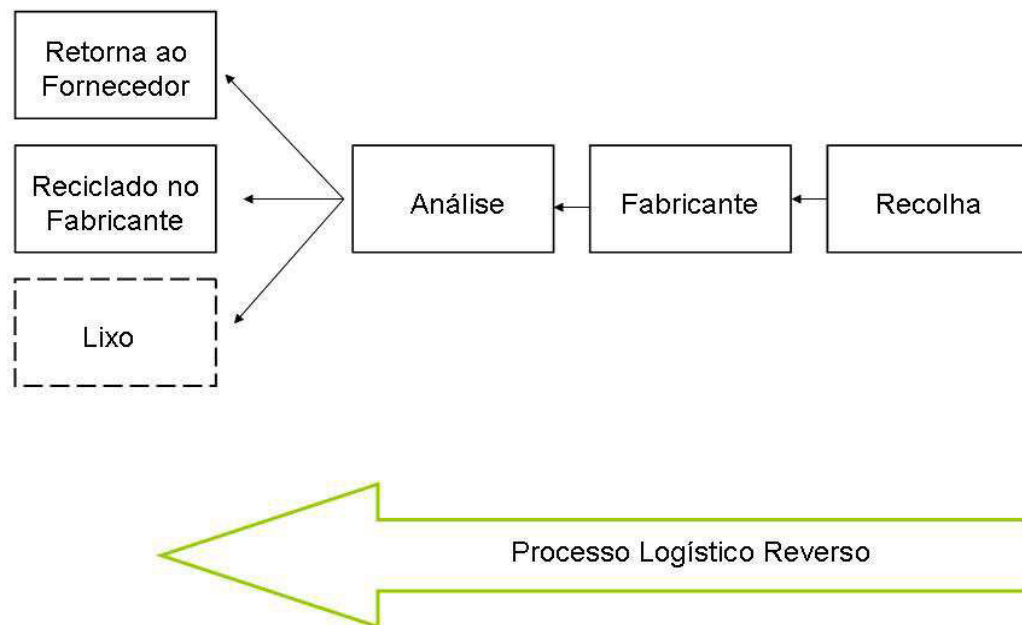 Retorna ao
Fornecedor
Reciclado no
Fabricante
Lixo
Análise
Fabricante
Recolha
Processo Logístico Reverso